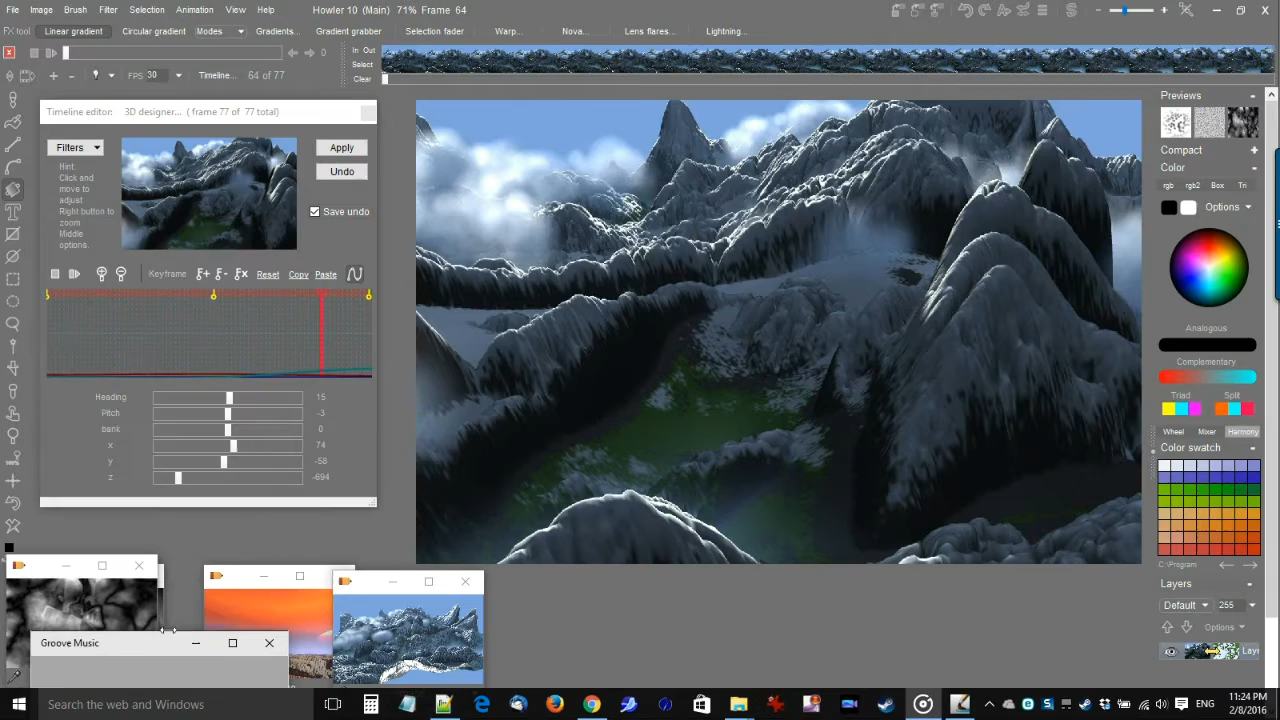 File Image Brush Filter Selection Animation View Help Howler 10 (Main) 71% Frame 64
FX tool Linear gradient Circular gradient Modes Gradients... Gradient grabber Selection fader Warp... Nova... Lens flares... Lightning...
0 In Out
Select
FPS 30 Timeline... 64 of 77 Clear
Timeline editor: 3D designer... ( frame 77 of 77 total)
Filters Apply
Hint:
Click and
move to
adjust
Right button to
zoom
Middle
options.
Undo
Save undo
Keyframe Reset Copy Paste
Heading 15
Pitch -3
bank 0
x 74
y -58
z -694
Previews
Compact
Color
rgb rgb2 Box Tri
Options
Analogous
Complementary
Triad Split
Wheel Mixer Harmony
Color swatch
C:\Program
Layers
Default 255
Options
Lay
Groove Music
Search the web and Windows
ENG
11:24 PM
2/8/2016